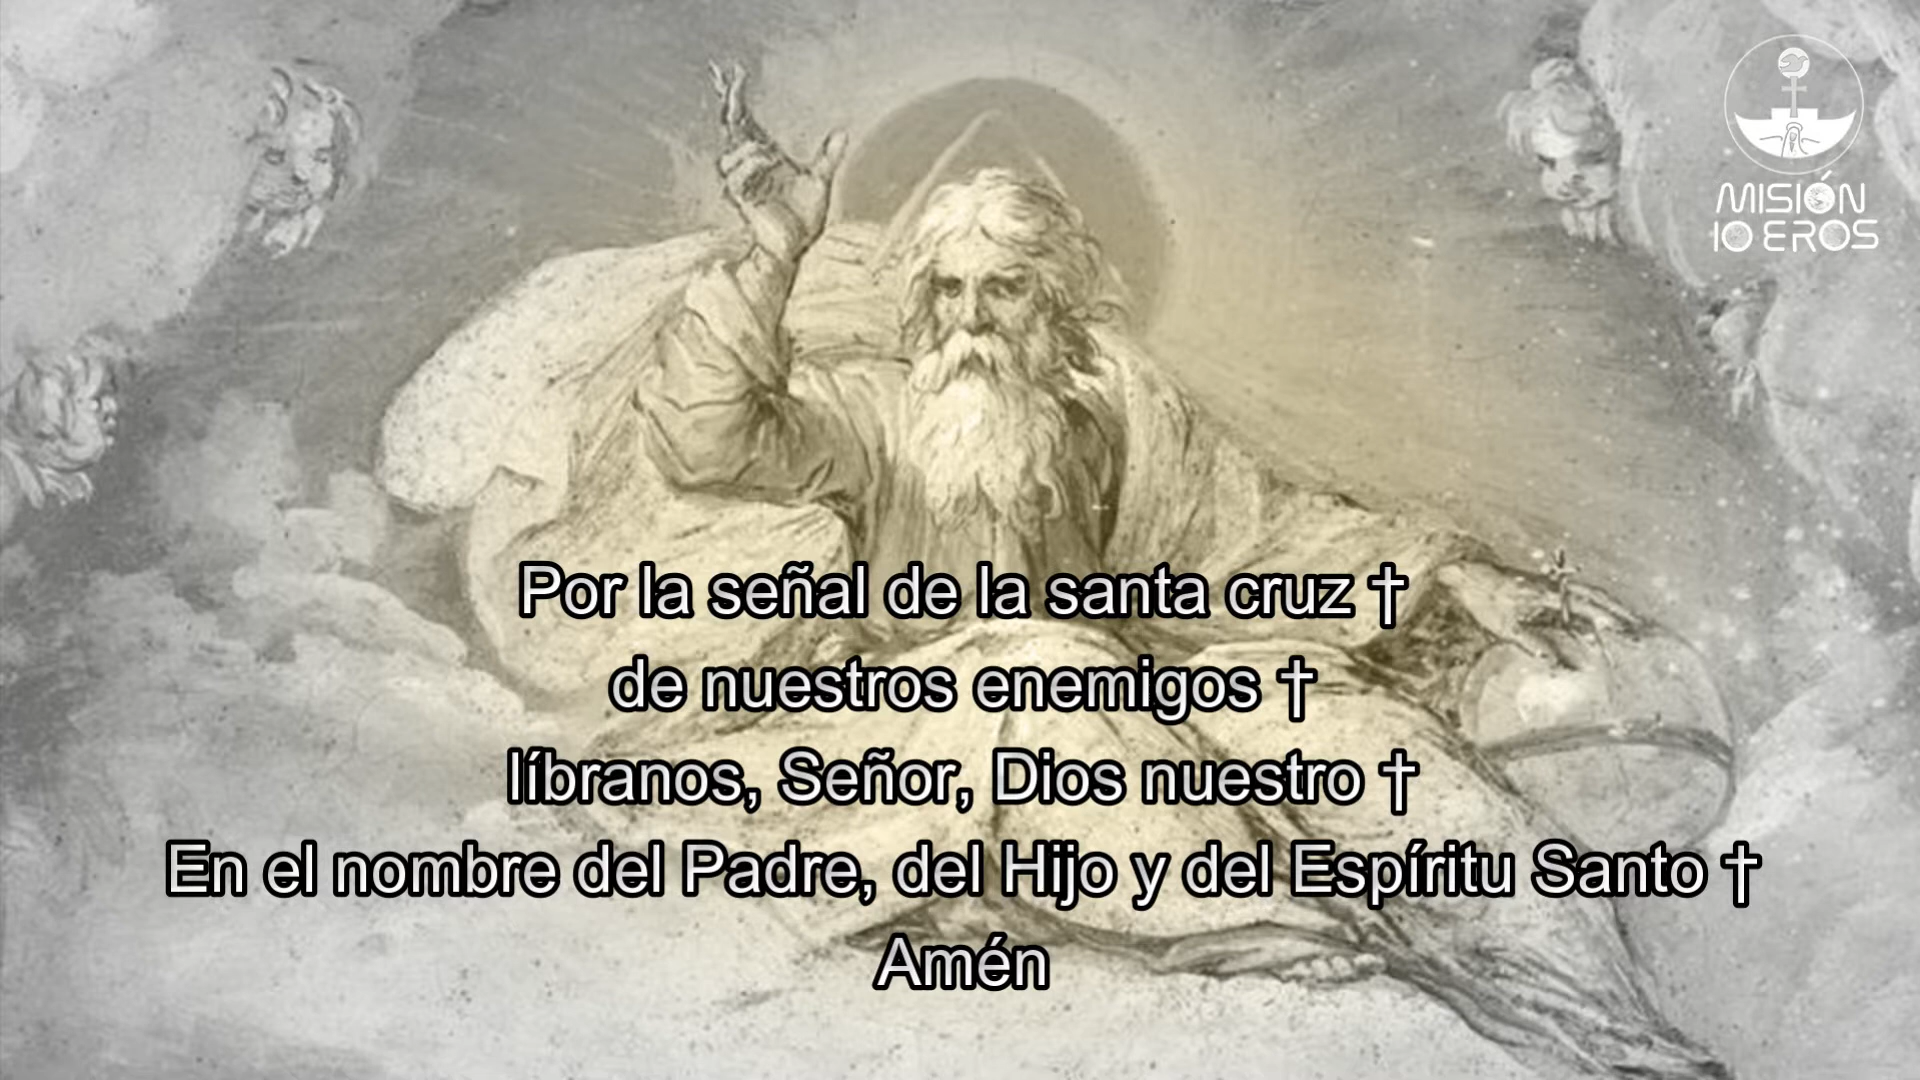 MISIÓN
IO EROS
Por la señal de la santa cruz †
de nuestros enemigos †
líbranos, Señor, Dios nuestro †
En el nombre del Padre, del Hijo y del Espíritu Santo †
Amén